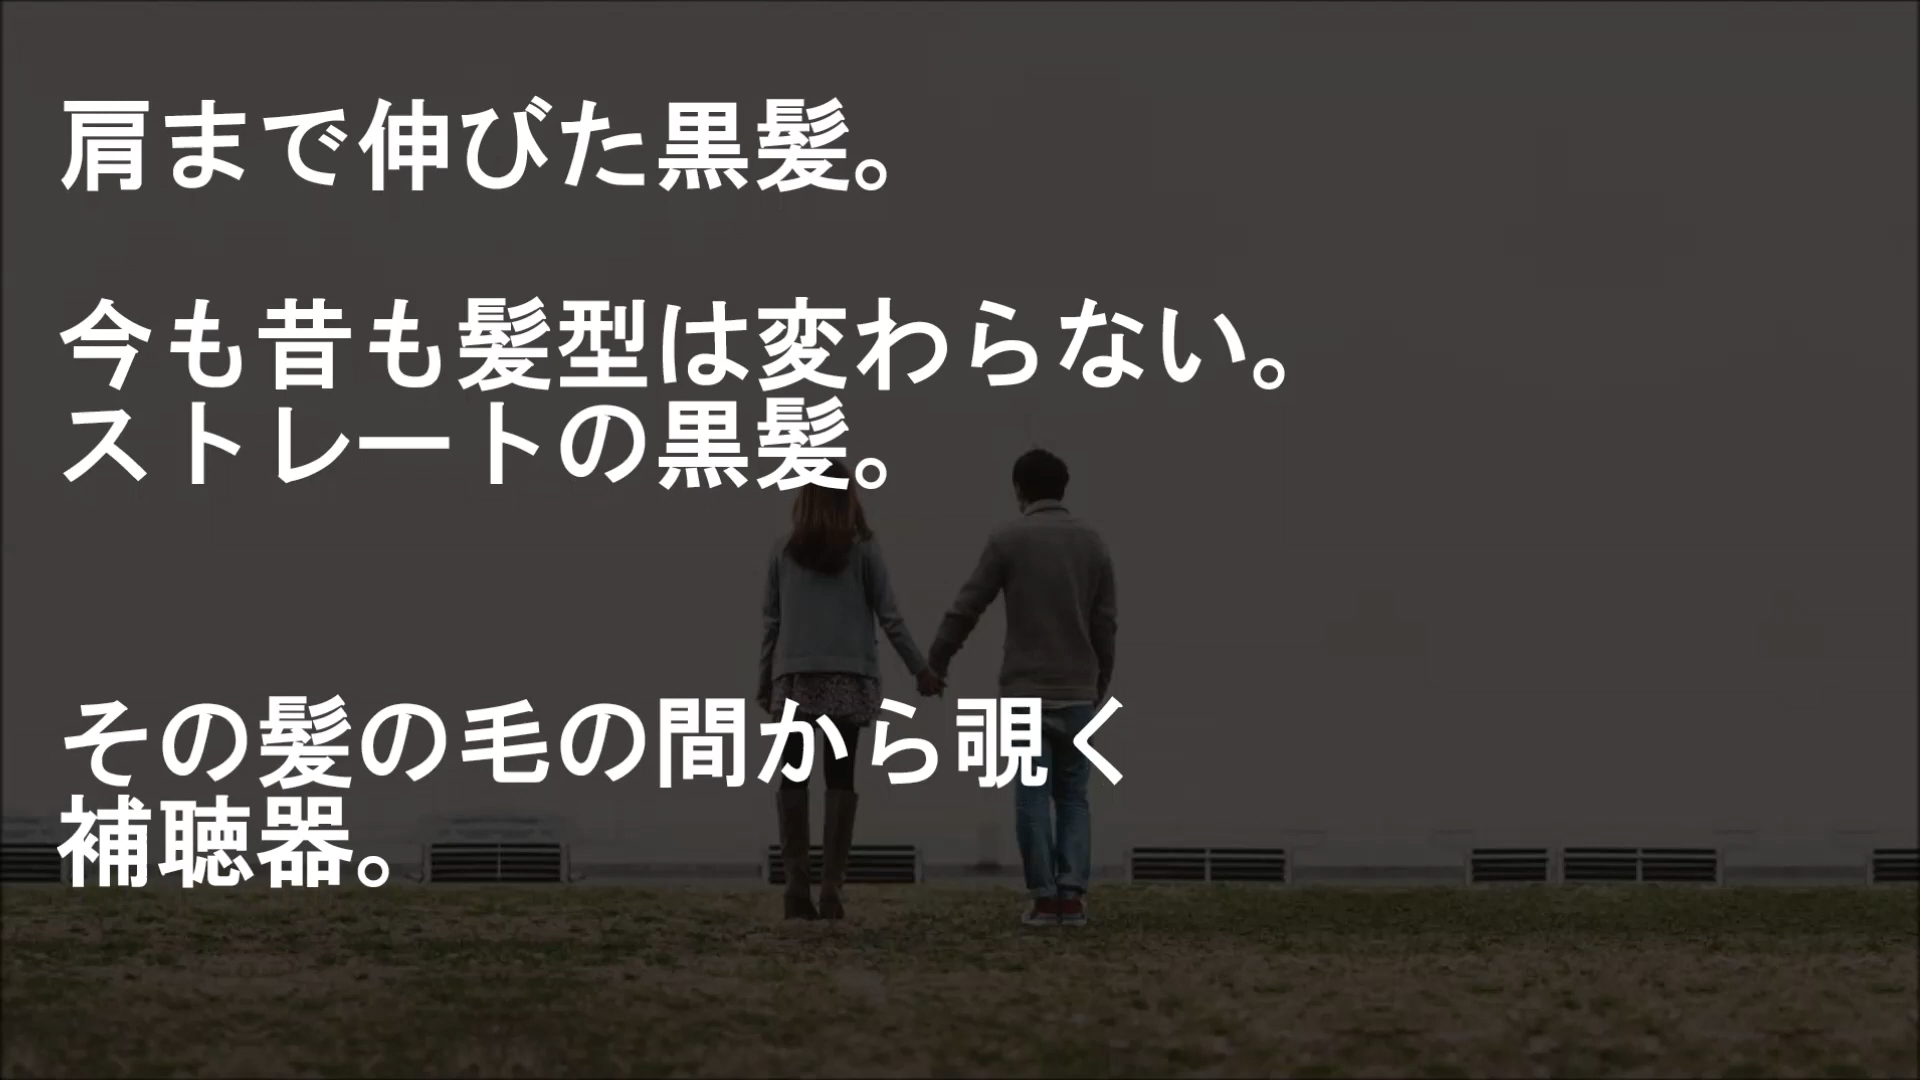 肩まで伸びた黒髪。
今も昔も髪型は変わらない。
ストレートの黒髪。
その髪の毛の間から覗く
補聴器。